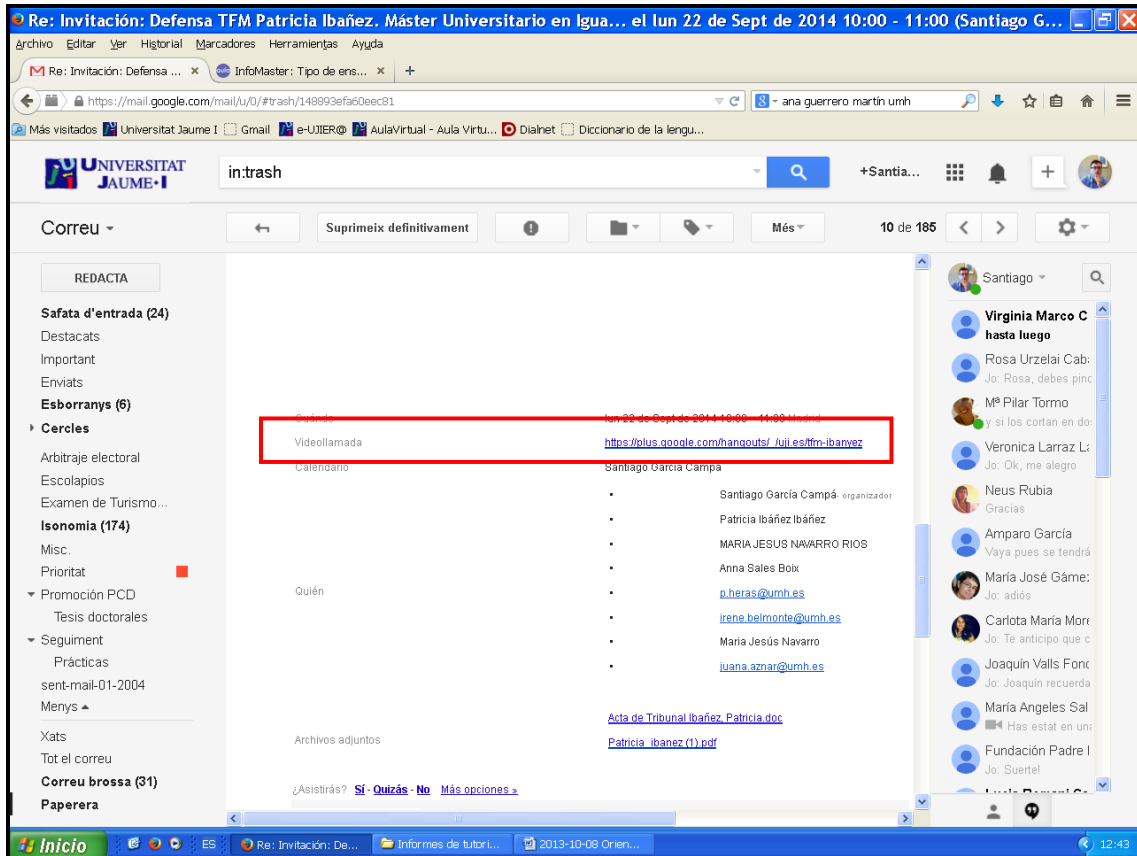 Re: Invitación: Defensa TFM Patricia Ibañez. Máster Universitario en Igua... el lun 22 de Sept de 2014 10:00 - 11:00 (Santiago G...
Archivo Editar Ver Historial Marcadores Herramientas Ayuda
Re: Invitación: Defensa ... × InfoMaster: Tipo de ens... × +
https://mail.google.com/mail/u/0/#trash/148893efa60eec81
8 - ana guerrero martín umh
Más visitados Universitat Jaume I Gmail e-UJIER@ AulaVirtual - Aula Virtu... Dialnet Diccionario de la lengu...
UNIVERSITAT JAUME•I
in:trash
+Santia...
Correu
Suprimeix definitivament
Més
10 de 185
REDACTA
Safata d'entrada (24)
Destacats
Important
Enviats
Esborranys (6)
Cercles
Arbitraje electoral
Escolapios
Examen de Turismo...
Isonomia (174)
Misc.
Prioritat
Promoción PCD
Tesis doctorales
Seguiment
Prácticas
sent-mail-01-2004
Menys
Xats
Tot el correu
Correu brossa (31)
Paperera
Cuándo lun 22 de Sept de 2014 10:00 - 11:00 Madrid
Videollamada https://plus.google.com/hangouts/_/uji.es/tfm-ibanyez
Calendario Santiago García Campá
Quién
Santiago García Campá- organizador
Patricia Ibáñez Ibáñez
MARIA JESUS NAVARRO RIOS
Anna Sales Boix
p.heras@umh.es
irene.belmonte@umh.es
Maria Jesús Navarro
juana.aznar@umh.es
Archivos adjuntos
Acta de Tribunal Ibañez, Patricia.doc
Patricia_ibanez (1).pdf
¿Asistirás? Sí - Quizás - No Más opciones »
Santiago
Virginia Marco C
hasta luego
Rosa Urzelai Cab
Jo: Rosa, debes pinc
Mª Pilar Tormo
y si los cortan en do
Veronica Larraz La
Jo: Ok, me alegro
Neus Rubia
Gracias
Amparo García
Vaya pues se tendrá
María José Gáme
Jo: adiós
Carlota María More
Jo: Te anticipo que c
Joaquín Valls Fonc
Jo: Joaquín recuerda
María Angeles Sal
Has estat en una
Fundación Padre
Jo: Suerte!
Inicio
ES
Re: Invitación: De...
Informes de tutori...
2013-10-08 Orien...
12:43